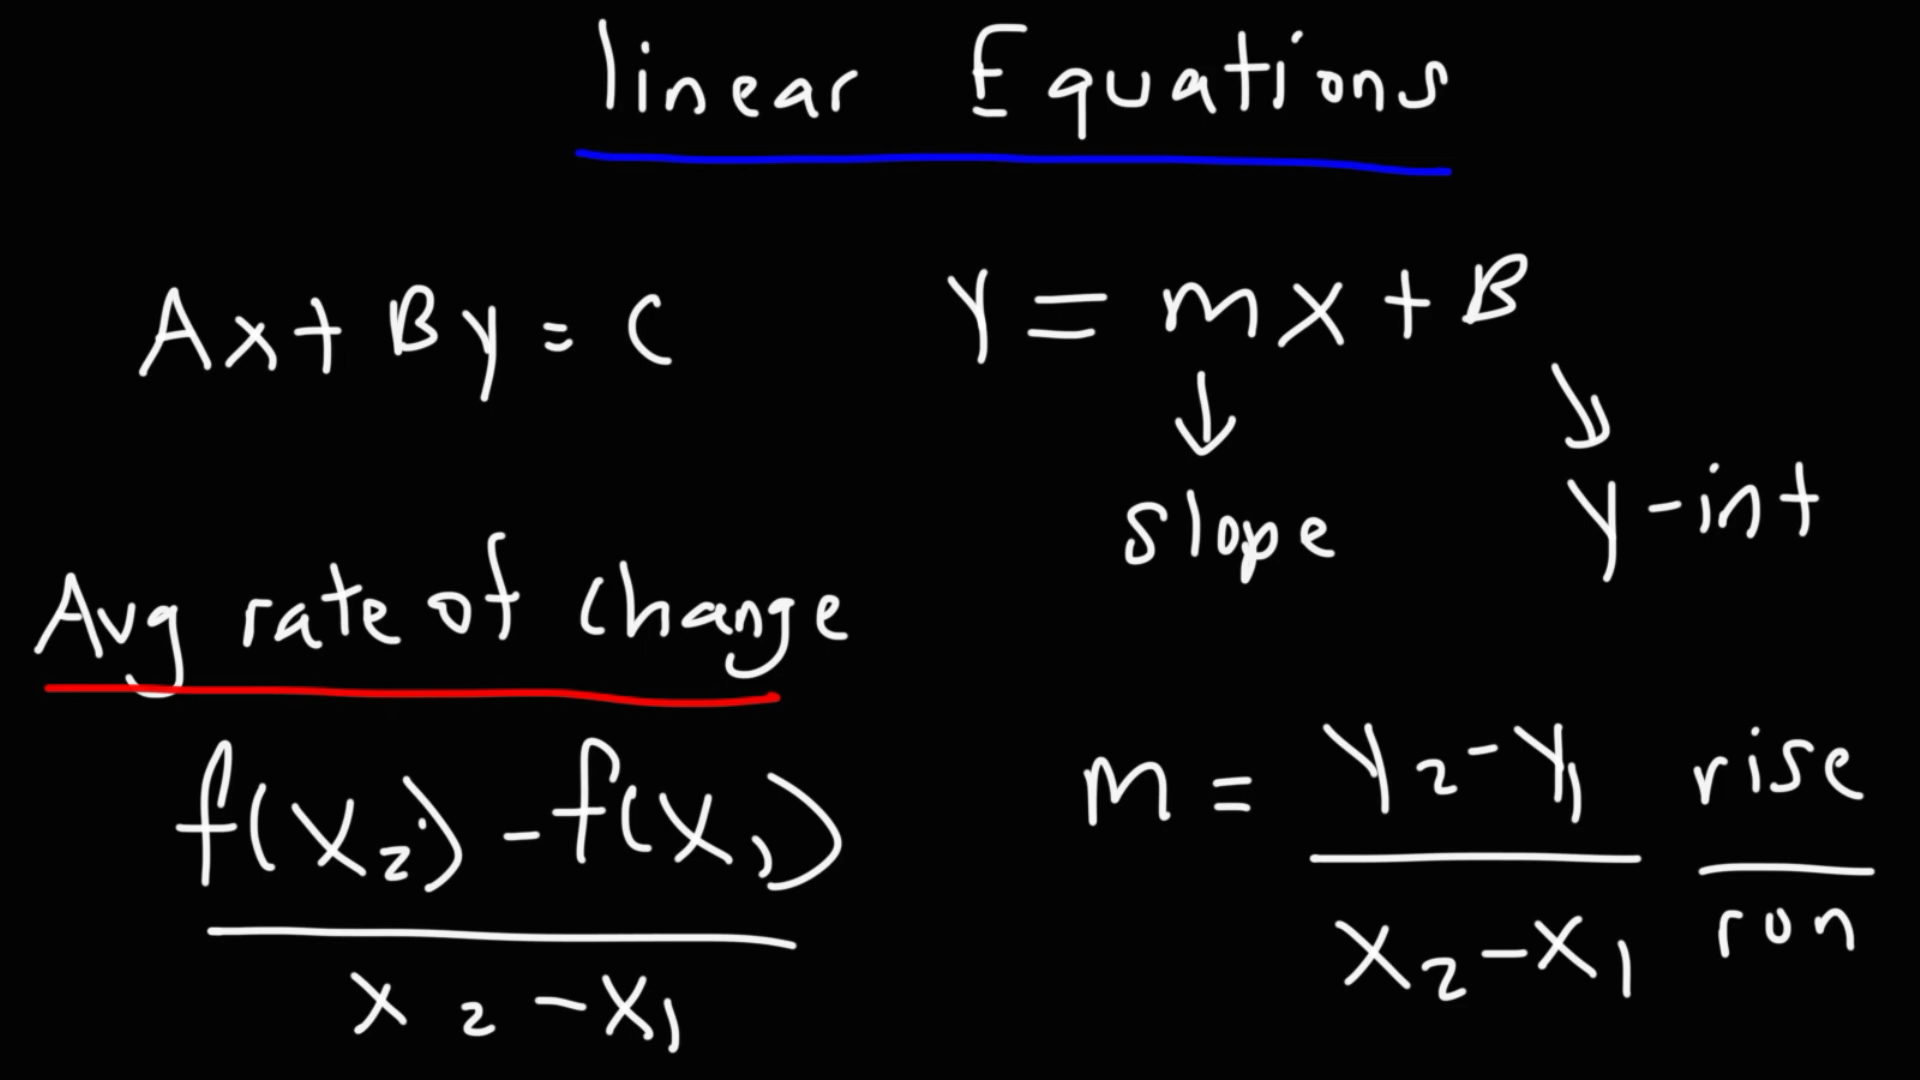 linear Equations
Ax + By = C
Y = mx + B
↓ ↘
slope y-int
Avg rate of change
f(x₂) - f(x₁)
x₂ - x₁
m = Y₂ - Y₁ rise
x₂ - x₁ run